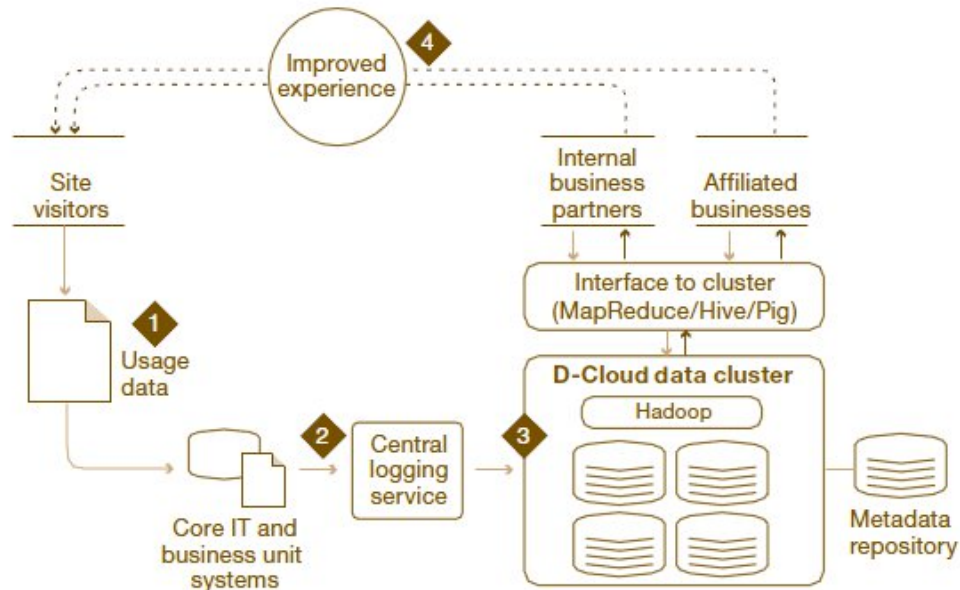 4
Improved
experience
Site
visitors
Internal
business
partners
Affiliated
businesses
Interface to cluster
(MapReduce/Hive/Pig)
1
Usage
data
D-Cloud data cluster
Hadoop
2
Central
logging
service
3
Core IT and
business unit
systems
Metadata
repository